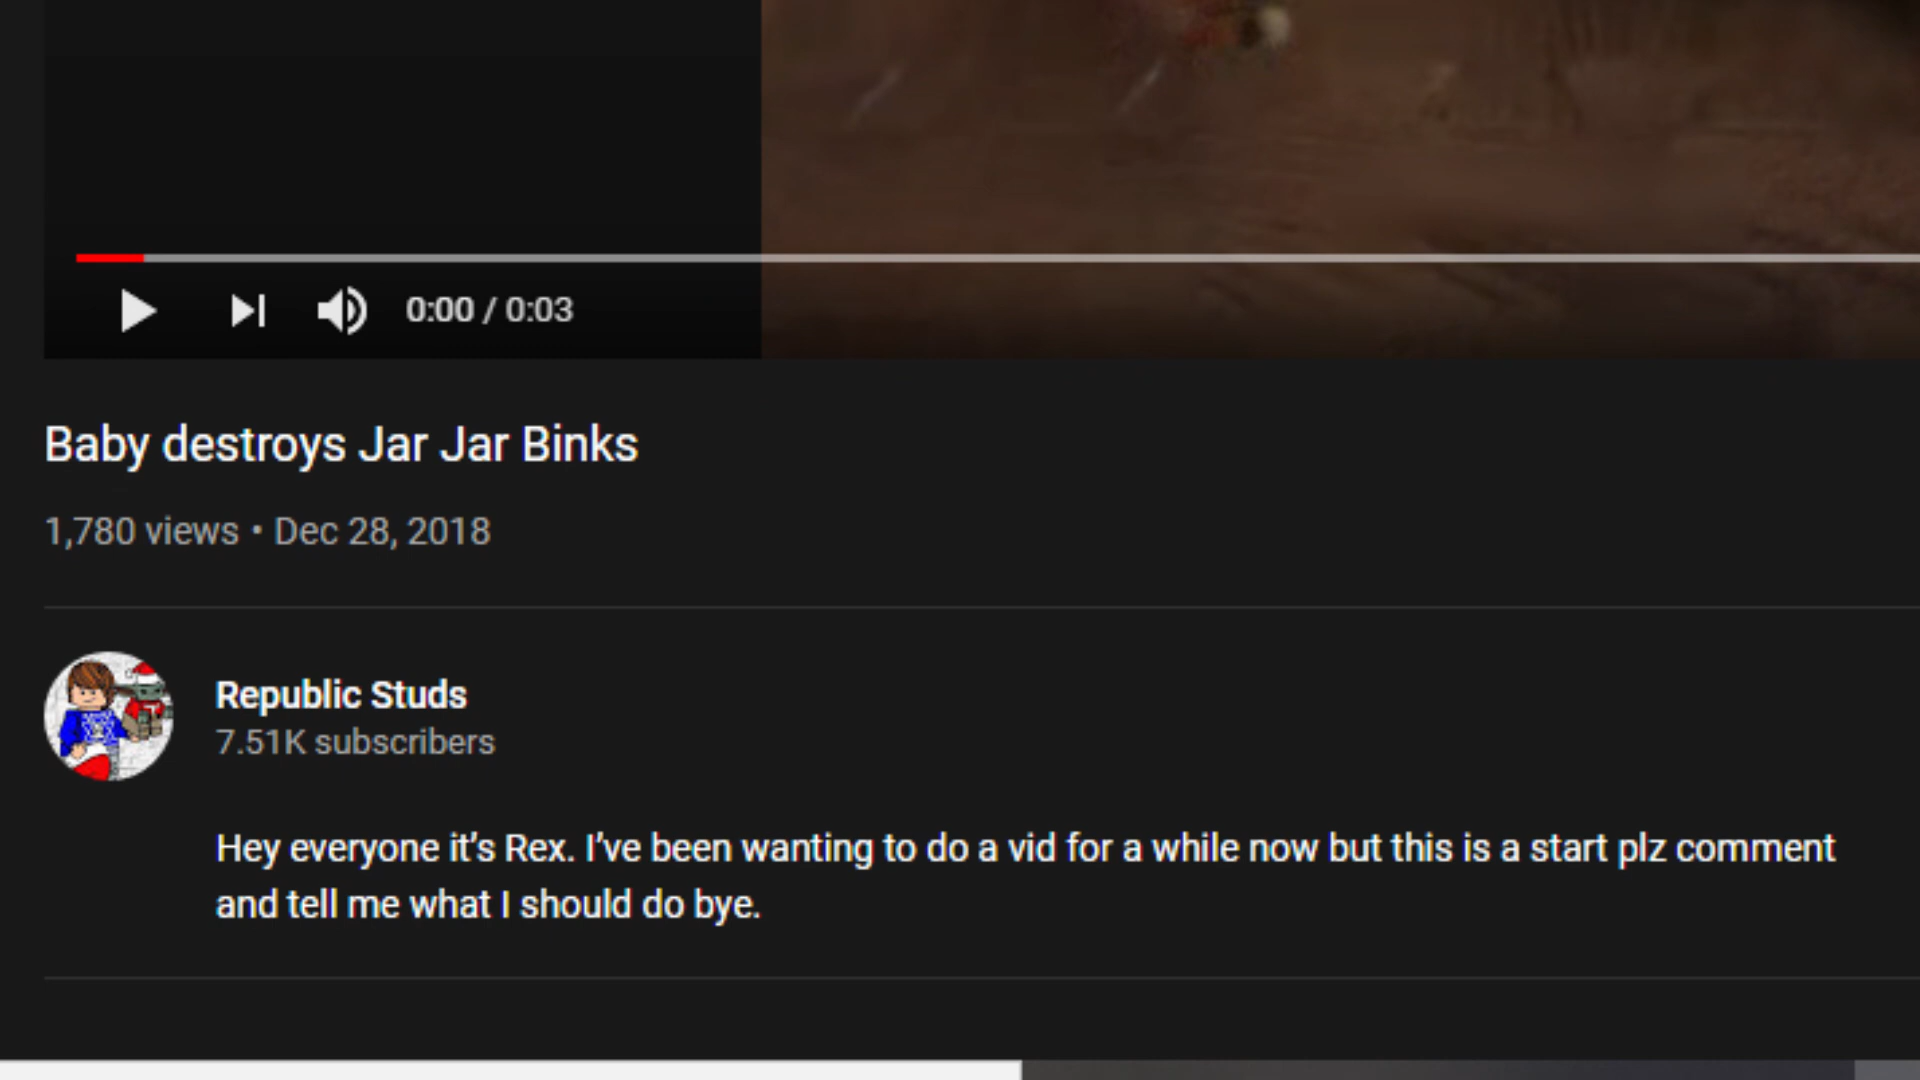 0:00 / 0:03
Baby destroys Jar Jar Binks
1,780 views • Dec 28, 2018
Republic Studs
7.51K subscribers
Hey everyone it’s Rex. I’ve been wanting to do a vid for a while now but this is a start plz comment
and tell me what I should do bye.